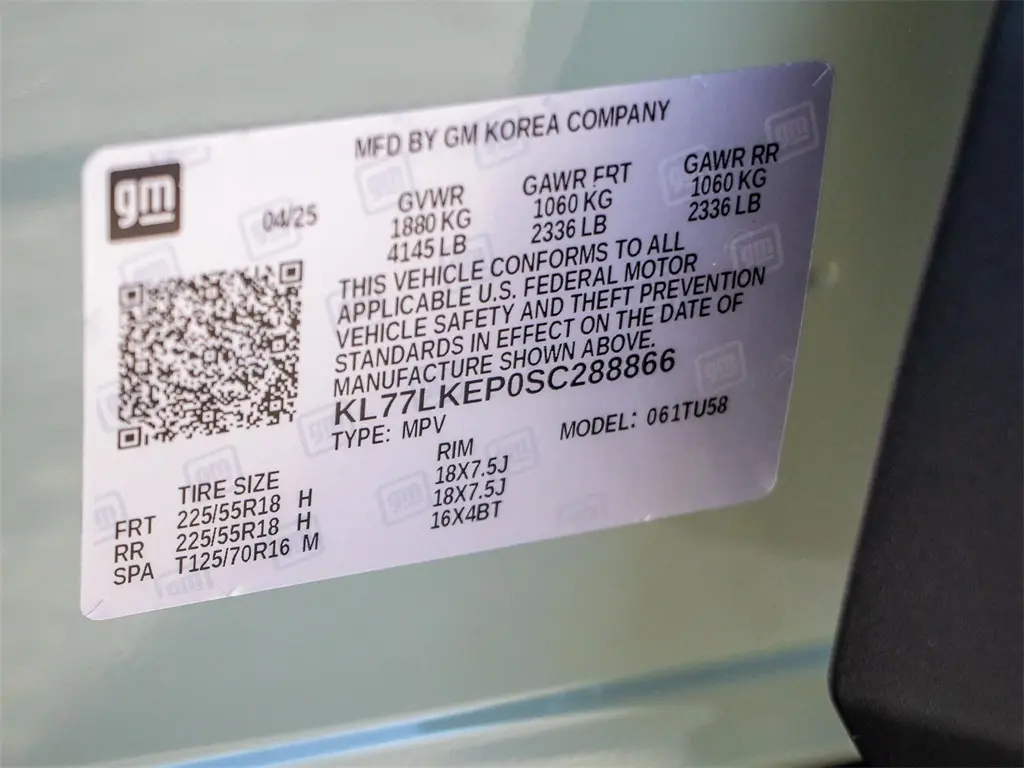 MFD BY GM KOREA COMPANY
gm
04/25
GVWR GAWR FRT GAWR RR
1880 KG 1060 KG 1060 KG
4145 LB 2336 LB 2336 LB
THIS VEHICLE CONFORMS TO ALL
APPLICABLE U.S. FEDERAL MOTOR
VEHICLE SAFETY AND THEFT PREVENTION
STANDARDS IN EFFECT ON THE DATE OF
MANUFACTURE SHOWN ABOVE.
KL77LKEP0SC288866
TYPE: MPV MODEL: 061TU58
TIRE SIZE RIM
FRT 225/55R18 H 18X7.5J
RR 225/55R18 H 18X7.5J
SPA T125/70R16 M 16X4BT